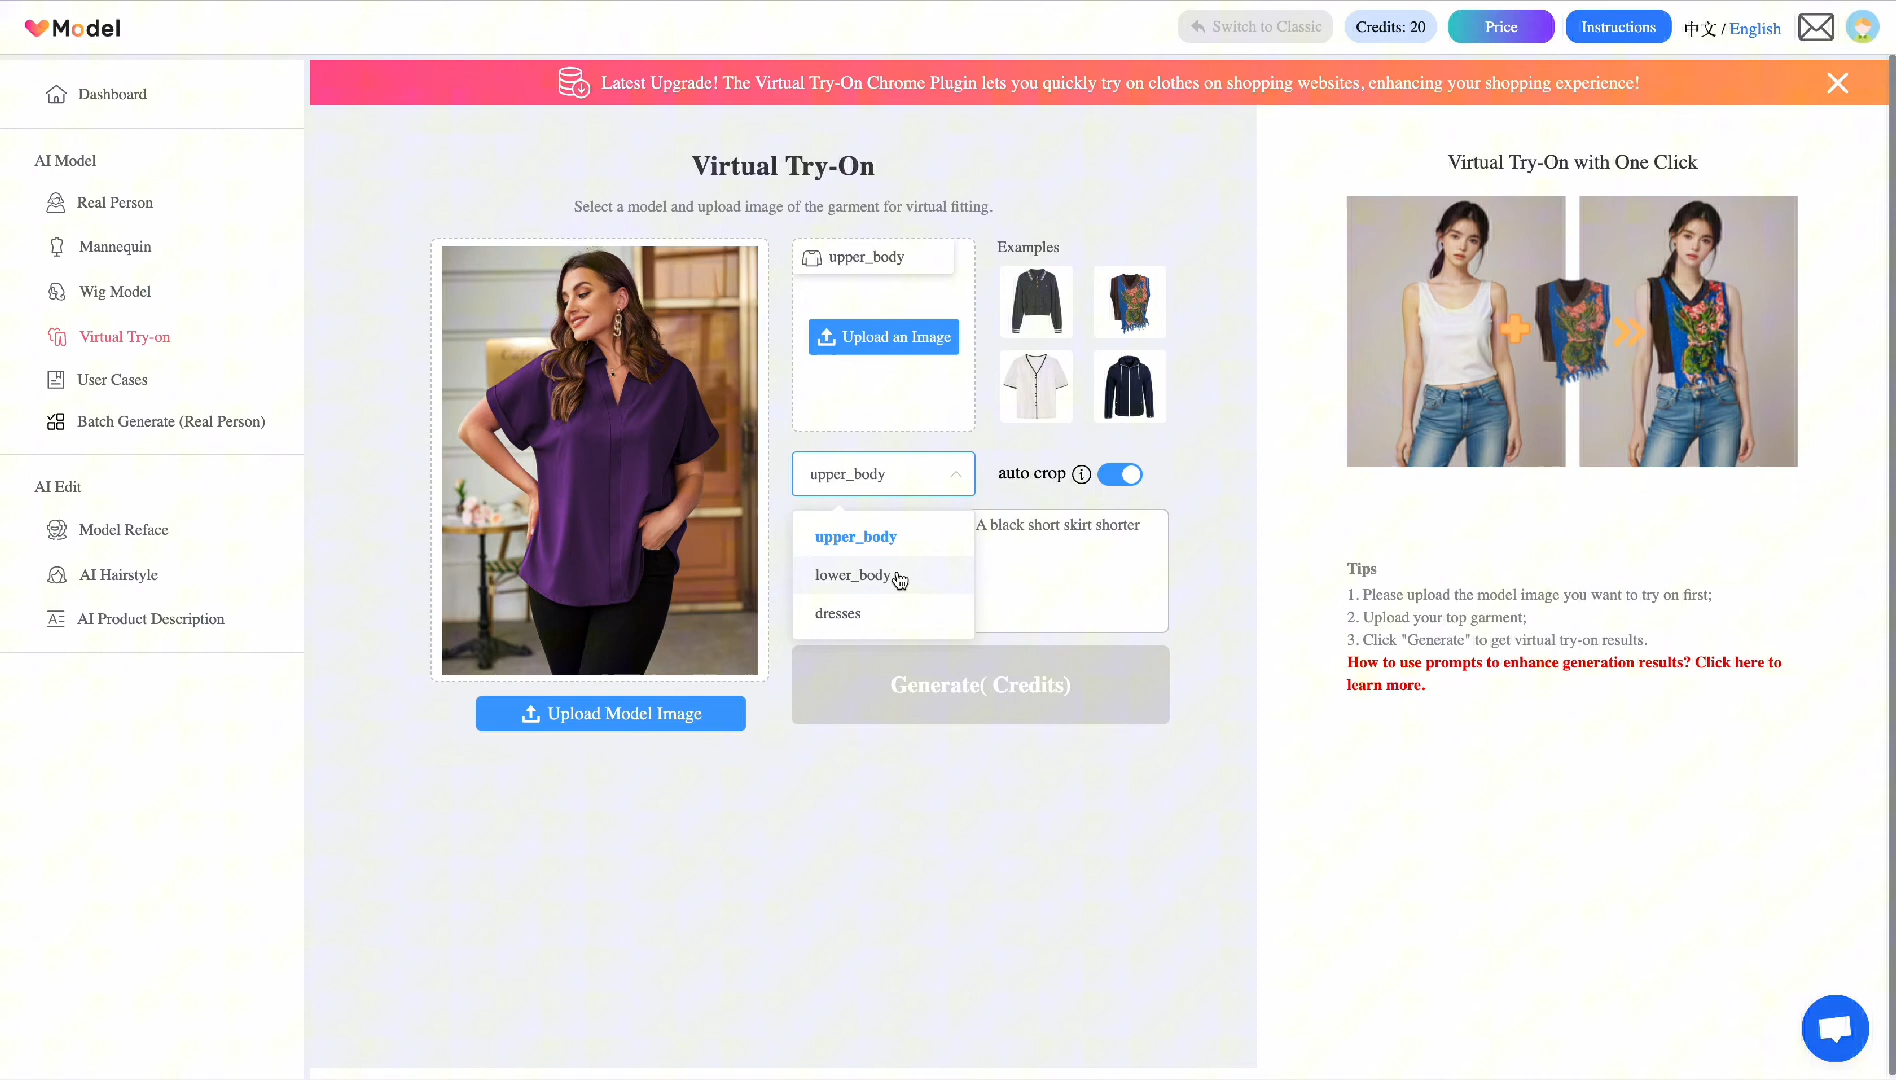 Model
Switch to Classic
Credits: 20
Price
Instructions
中文 / English
Latest Upgrade! The Virtual Try-On Chrome Plugin lets you quickly try on clothes on shopping websites, enhancing your shopping experience!
Dashboard
AI Model
Real Person
Mannequin
Wig Model
Virtual Try-on
User Cases
Batch Generate (Real Person)
AI Edit
Model Reface
AI Hairstyle
AI Product Description
Virtual Try-On
Select a model and upload image of the garment for virtual fitting.
Upload Model Image
upper_body
Upload an Image
Examples
upper_body
auto crop
upper_body
lower_body
dresses
A black short skirt shorter
Generate( Credits)
Virtual Try-On with One Click
Tips
1. Please upload the model image you want to try on first;
2. Upload your top garment;
3. Click "Generate" to get virtual try-on results.
How to use prompts to enhance generation results? Click here to
learn more.